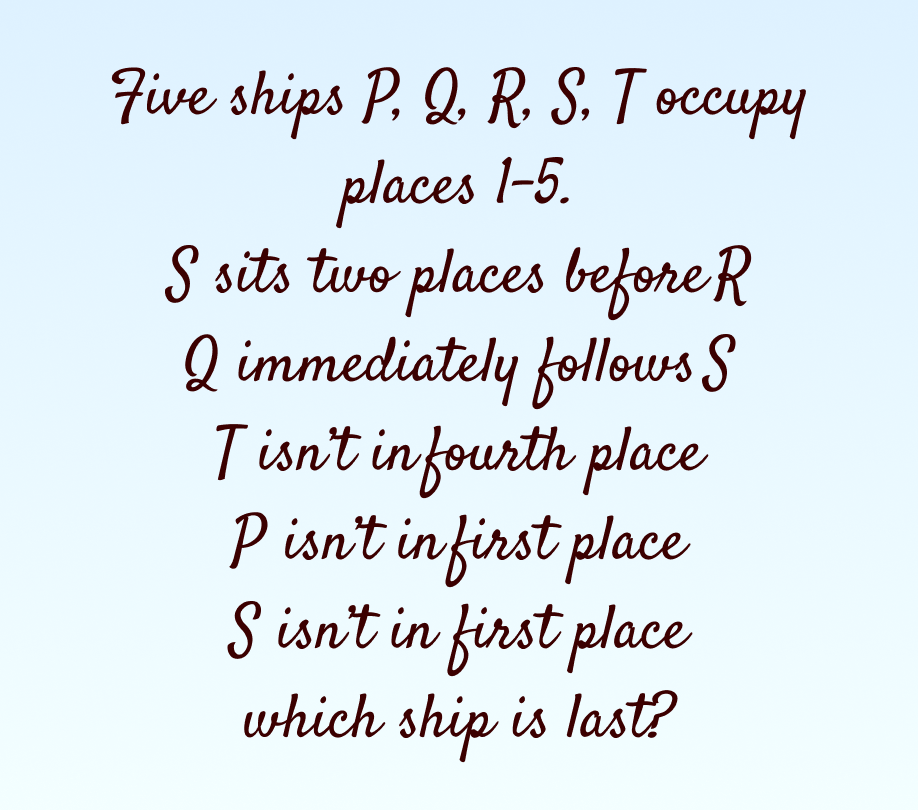 Five ships P, Q, R, S, T occupy
places 1-5.
S sits two places before R
Q immediately follows S
T isn't in fourth place
P isn't in first place
S isn't in first place
which ship is last?